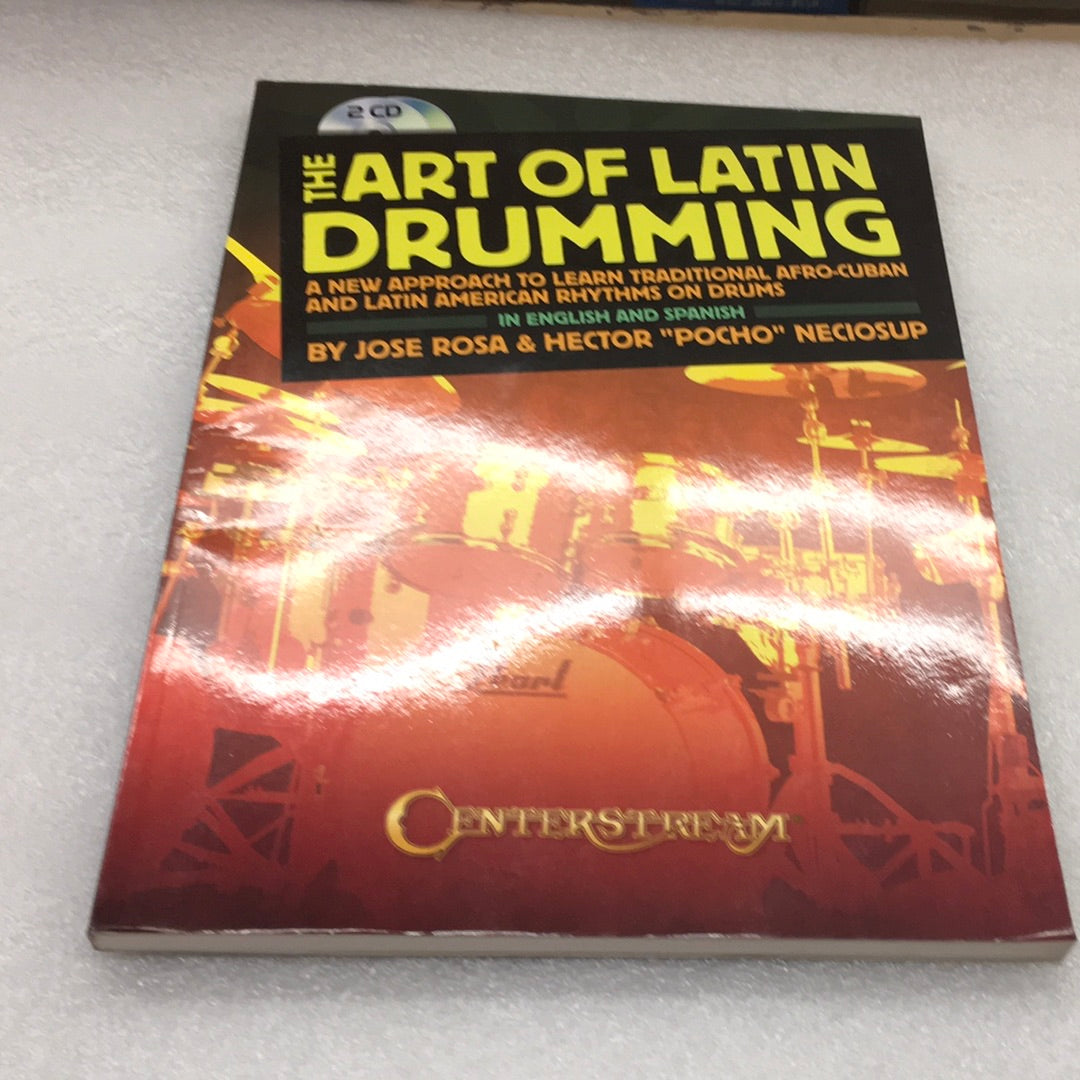 2 CD
THE ART OF LATIN
DRUMMING
A NEW APPROACH TO LEARN TRADITIONAL AFRO-CUBAN
AND LATIN AMERICAN RHYTHMS ON DRUMS
IN ENGLISH AND SPANISH
BY JOSE ROSA & HECTOR "POCHO" NECIOSUP
CENTERSTREAM